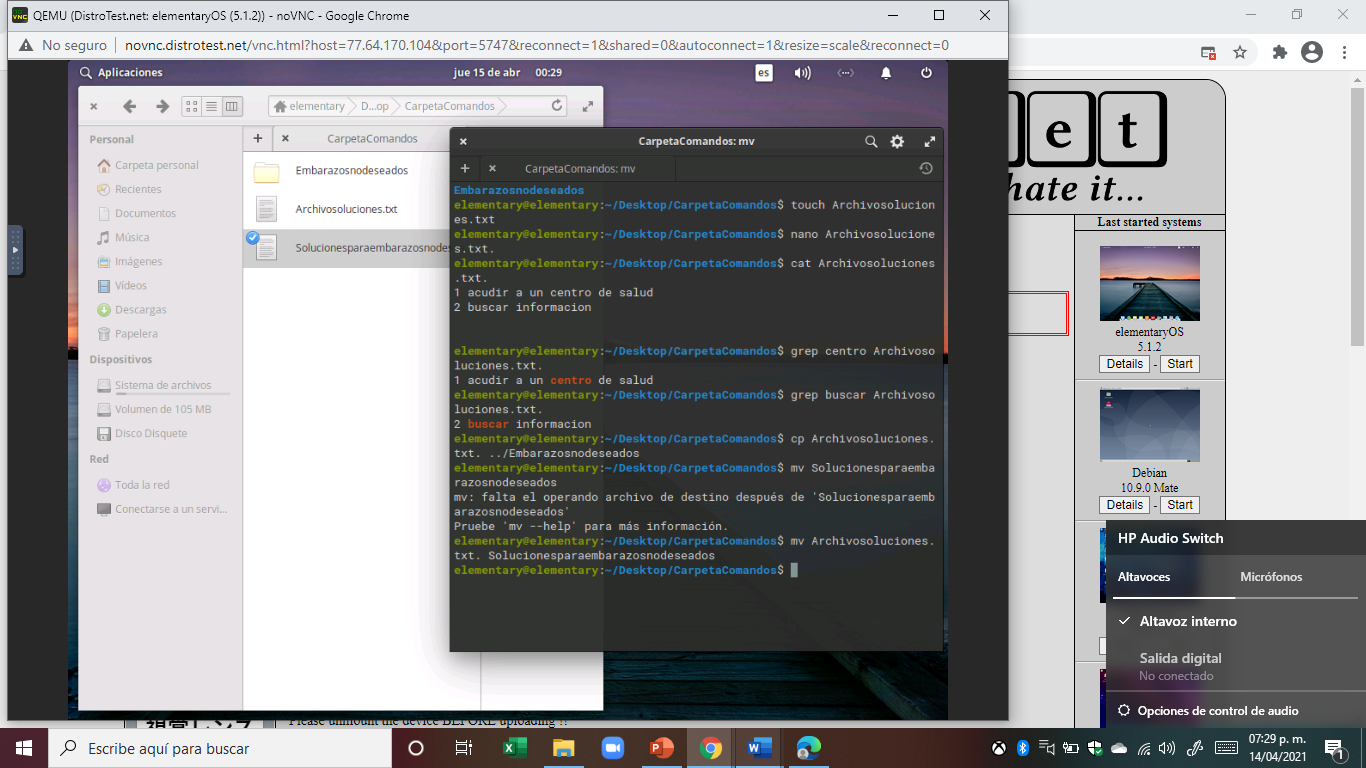 QEMU (DistroTest.net: elementaryOS (5.1.2)) - noVNC - Google Chrome
No seguro | novnc.distrotest.net/vnc.html?host=77.64.170.104&port=5747&reconnect=1&shared=0&autoconnect=1&resize=scale&reconnect=0
Aplicaciones
jue 15 de abr 00:29
es
elementary
D...op
CarpetaComandos
Personal
Carpeta personal
Recientes
Documentos
Música
Imágenes
Vídeos
Descargas
Papelera
Dispositivos
Sistema de archivos
Volumen de 105 MB
Disco Disquete
Red
Toda la red
Conectarse a un servi...
CarpetaComandos
Embarazosnodeseados
Archivosoluciones.txt
Solucionesparaembarazosnodes
CarpetaComandos: mv
CarpetaComandos: mv
Embarazosnodeseados
elementary@elementary:~/Desktop/CarpetaComandos$ touch Archivosolucion
es.txt
elementary@elementary:~/Desktop/CarpetaComandos$ nano Archivosolucione
s.txt.
elementary@elementary:~/Desktop/CarpetaComandos$ cat Archivosoluciones
.txt.
1 acudir a un centro de salud
2 buscar informacion
elementary@elementary:~/Desktop/CarpetaComandos$ grep centro Archivoso
luciones.txt.
1 acudir a un centro de salud
elementary@elementary:~/Desktop/CarpetaComandos$ grep buscar Archivoso
luciones.txt.
2 buscar informacion
elementary@elementary:~/Desktop/CarpetaComandos$ cp Archivosoluciones.
txt. ../Embarazosnodeseados
elementary@elementary:~/Desktop/CarpetaComandos$ mv Solucionesparaemba
razosnodeseados
mv: falta el operando archivo de destino después de 'Solucionesparaemb
arazosnodeseados'
Pruebe 'mv --help' para más información.
elementary@elementary:~/Desktop/CarpetaComandos$ mv Archivosoluciones.
txt. Solucionesparaembarazosnodeseados
elementary@elementary:~/Desktop/CarpetaComandos$
et
hate it...
Last started systems
elementaryOS
5.1.2
Details - Start
Debian
10.9.0 Mate
Details - Start
HP Audio Switch
Altavoces
Micrófonos
Altavoz interno
Salida digital
No conectado
Opciones de control de audio
Please unmount the device BEFORE uploading !!
Escribe aquí para buscar
07:29 p. m.
14/04/2021
1